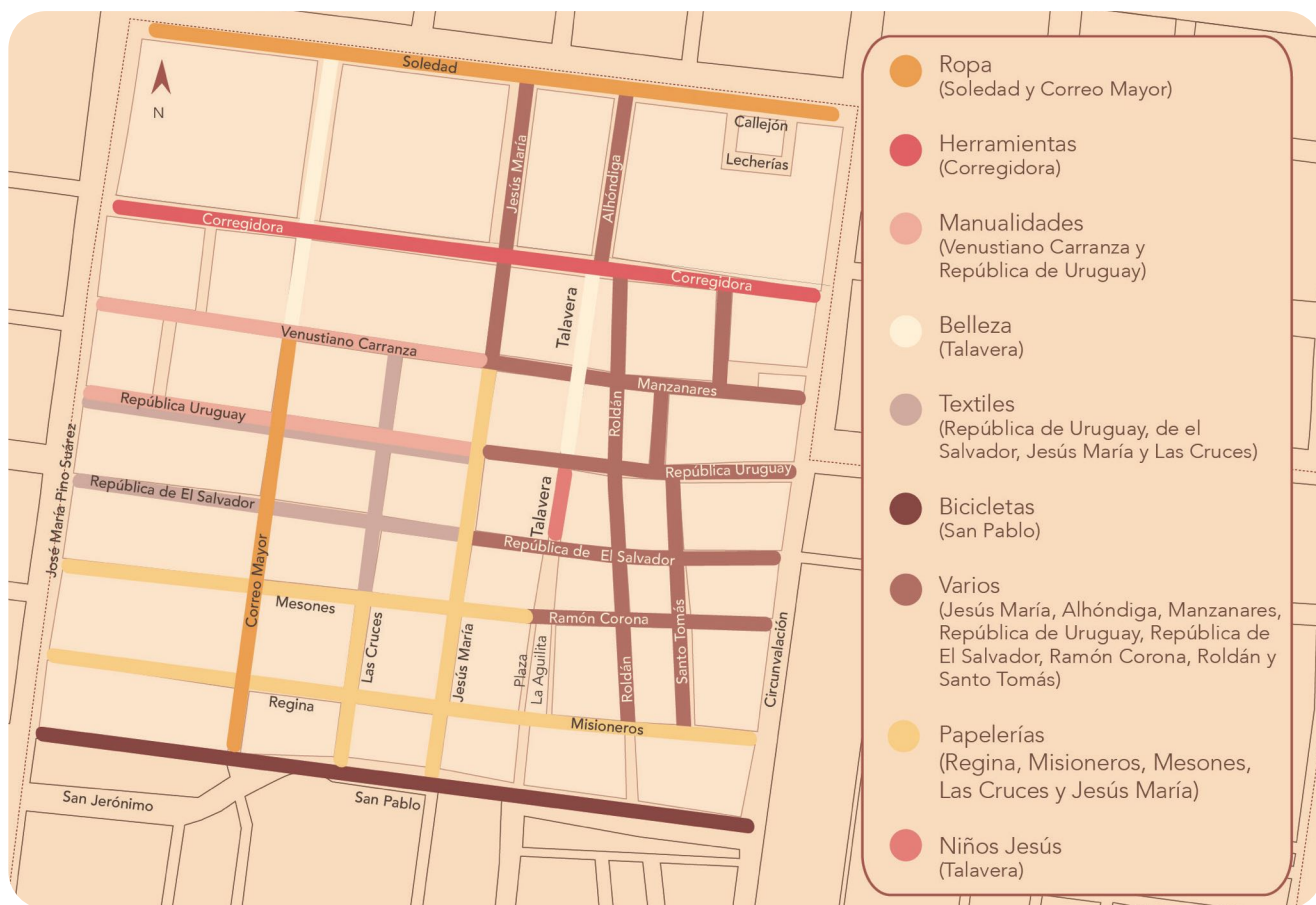 Soledad
N
Callejón
Lecherías
Jesús María
Alhóndiga
Corregidora
Corregidora
Talavera
Venustiano Carranza
Manzanares
Roldán
República Uruguay
República Uruguay
José María Pino Suárez
República de El Salvador
Talavera
República de El Salvador
Correo Mayor
Mesones
Las Cruces
Jesús María
Plaza
La Aguilita
Ramón Corona
Santo Tomás
Roldán
Circunvalación
Regina
Misioneros
San Jerónimo
San Pablo
Ropa
(Soledad y Correo Mayor)
Herramientas
(Corregidora)
Manualidades
(Venustiano Carranza y
República de Uruguay)
Belleza
(Talavera)
Textiles
(República de Uruguay, de el
Salvador, Jesús María y Las Cruces)
Bicicletas
(San Pablo)
Varios
(Jesús María, Alhóndiga, Manzanares,
República de Uruguay, República de
El Salvador, Ramón Corona, Roldán y
Santo Tomás)
Papelerías
(Regina, Misioneros, Mesones,
Las Cruces y Jesús María)
Niños Jesús
(Talavera)